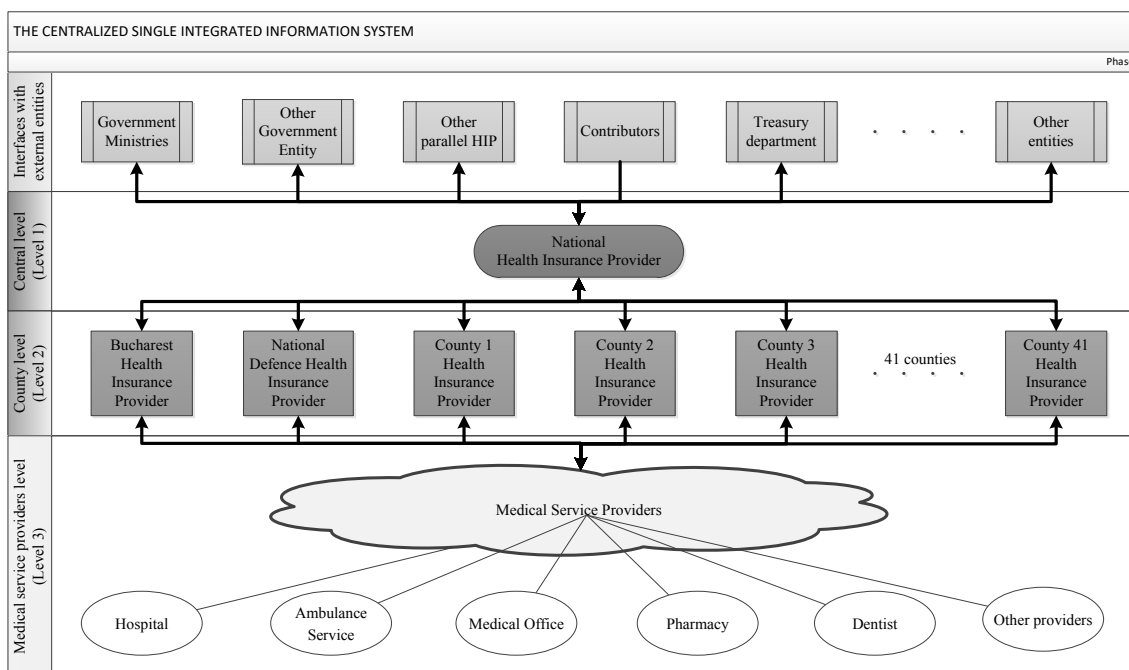 THE CENTRALIZED SINGLE INTEGRATED INFORMATION SYSTEM
Phase
Interfaces with
external entities
Government
Ministries
Other
Government
Entity
Other
parallel HIP
Contributors
Treasury
department
. . . .
Other
entities
Central level
(Level 1)
National
Health Insurance Provider
County level
(Level 2)
Bucharest
Health
Insurance
Provider
National
Defence Health
Insurance
Provider
County 1
Health
Insurance
Provider
County 2
Health
Insurance
Provider
County 3
Health
Insurance
Provider
41 counties
. . . .
County 41
Health
Insurance
Provider
Medical service providers level
(Level 3)
Medical Service Providers
Hospital
Ambulance
Service
Medical Office
Pharmacy
Dentist
Other providers